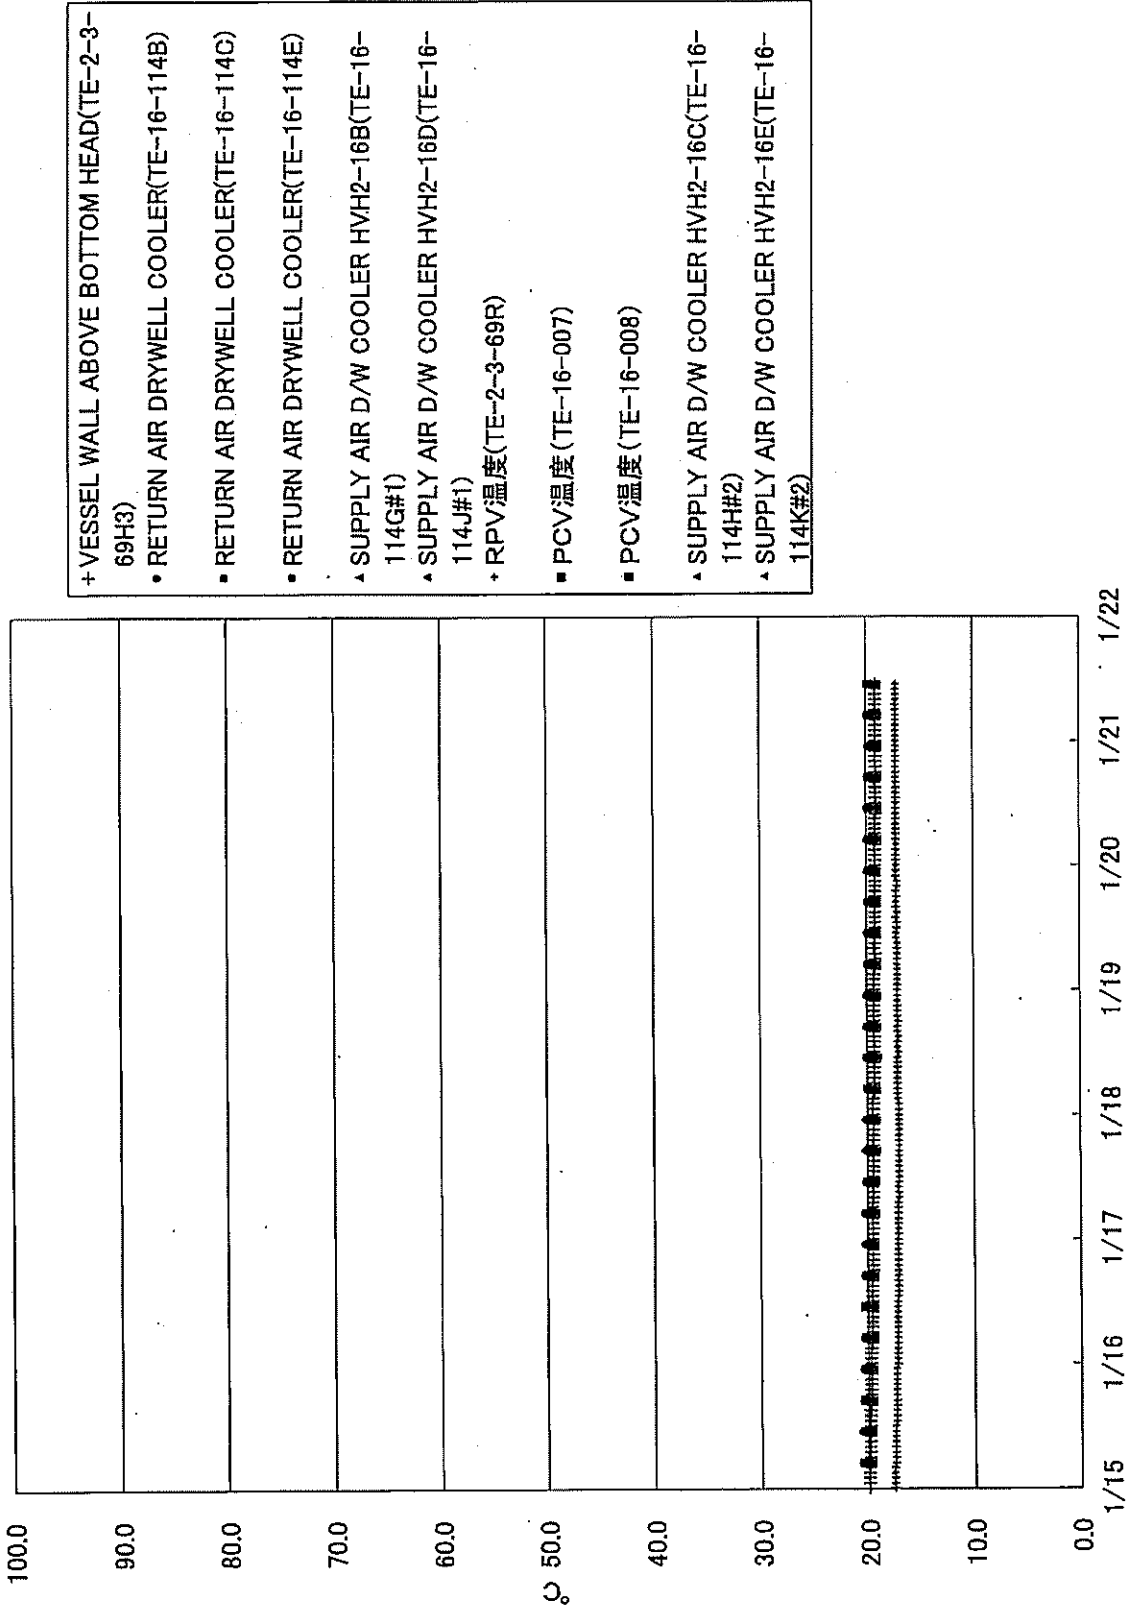 100.0
90.0
80.0
70.0
60.0
50.0
40.0
30.0
20.0
10.0
0.0
℃
1/15
1/16
1/17
1/18
1/19
1/20
1/21
1/22
+ VESSEL WALL ABOVE BOTTOM HEAD(TE-2-3-
69H3)
• RETURN AIR DRYWELL COOLER(TE-16-114B)
• RETURN AIR DRYWELL COOLER(TE-16-114C)
• RETURN AIR DRYWELL COOLER(TE-16-114E)
▲ SUPPLY AIR D/W COOLER HVH2-16B(TE-16-
114G#1)
▲ SUPPLY AIR D/W COOLER HVH2-16D(TE-16-
114J#1)
+ RPV温度(TE-2-3-69R)
■ PCV温度(TE-16-007)
■ PCV温度(TE-16-008)
▲ SUPPLY AIR D/W COOLER HVH2-16C(TE-16-
114H#2)
▲ SUPPLY AIR D/W COOLER HVH2-16E(TE-16-
114K#2)